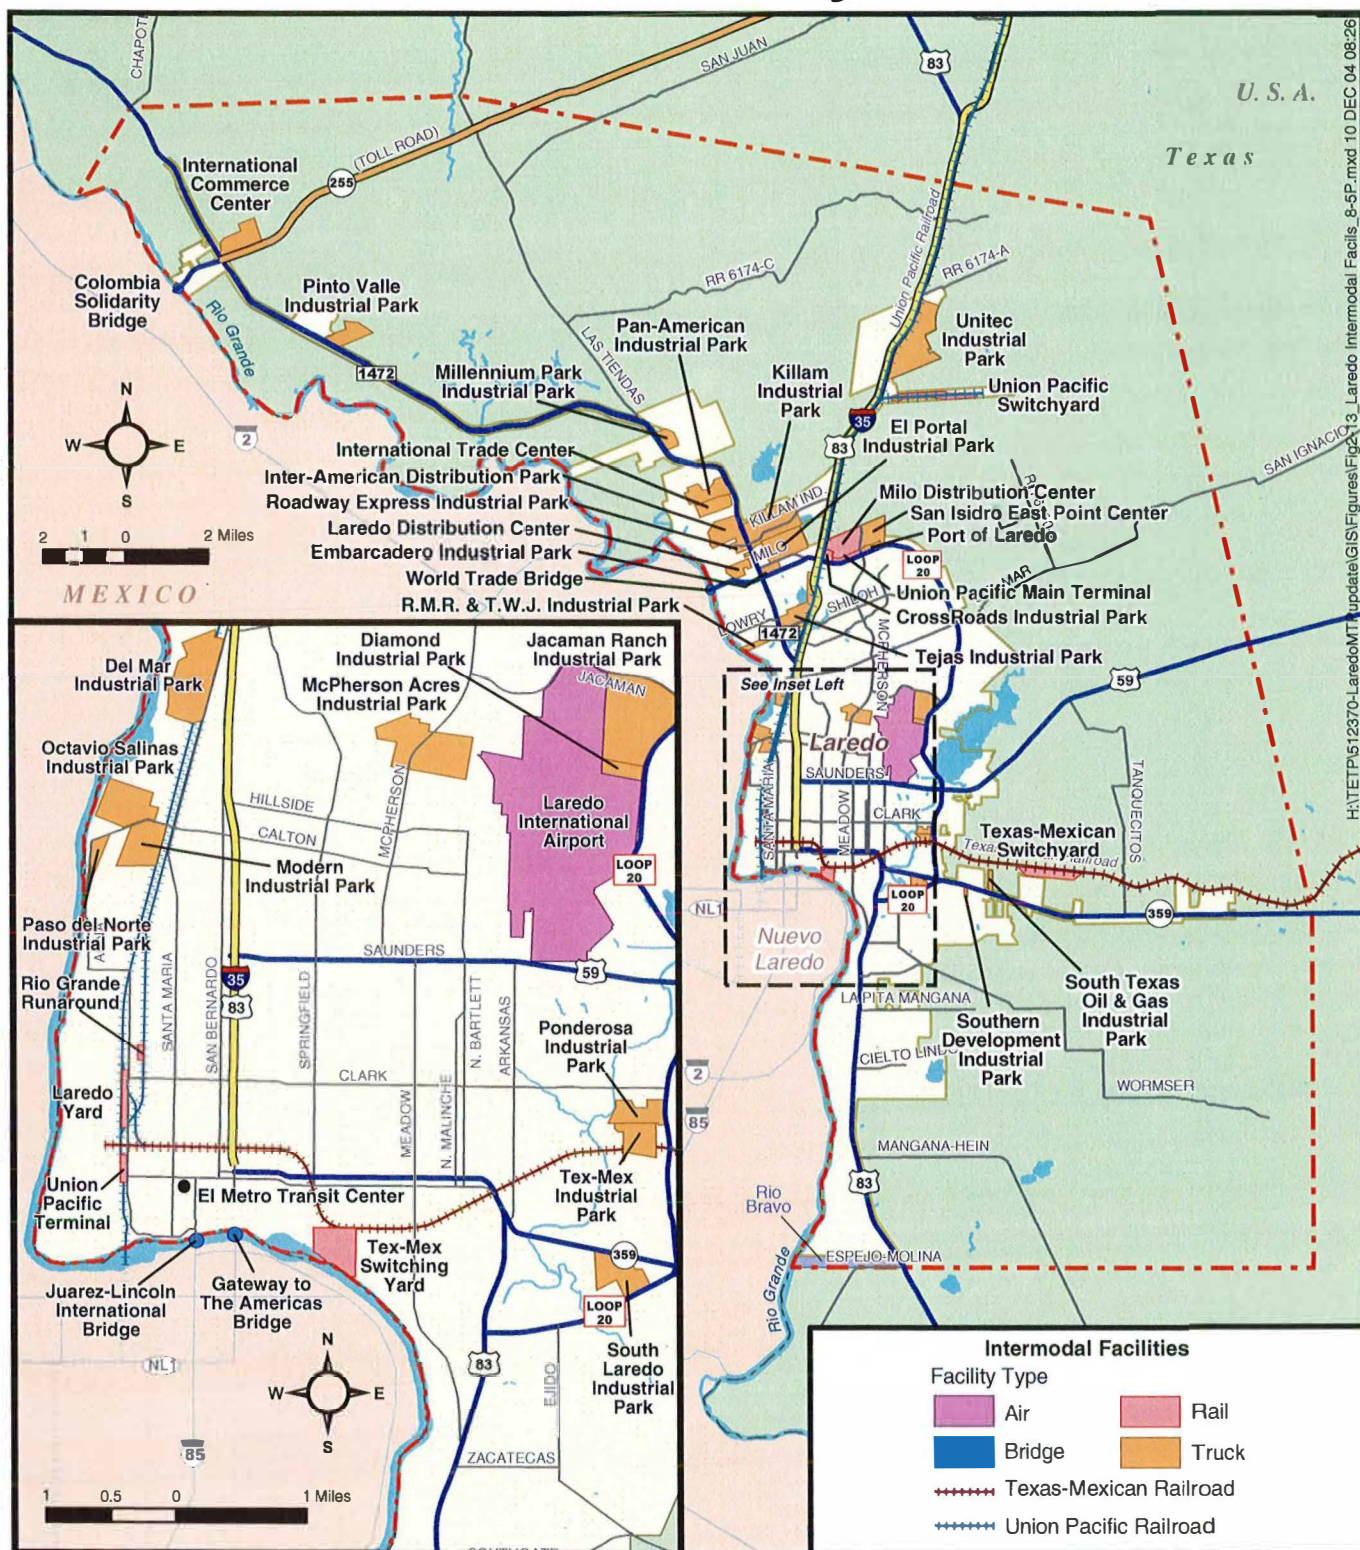 H:\TETP\512370-LaredoMTPupdate\GIS\Figures\Fig2-13_Laredo Intermodal Facils_8-5P.mxd 10 DEC 04 08:26
U. S. A.
Texas
SAN JUAN
83
(TOLL ROAD)
255
International
Commerce
Center
Colombia
Solidarity
Bridge
Rio Grande
Pinto Valle
Industrial Park
1472
RR 6174-C
RR 6174-A
Union Pacific Railroad
LAS TIENDAS
Pan-American
Industrial Park
Millennium Park
Industrial Park
Killam
Industrial
Park
Unitec
Industrial
Park
Union Pacific
Switchyard
35
83
El Portal
Industrial Park
N
W E
S
2
2 1 0 2 Miles
MEXICO
International Trade Center
Inter-American Distribution Park
Roadway Express Industrial Park
Laredo Distribution Center
Embarcadero Industrial Park
World Trade Bridge
R.M.R. & T.W.J. Industrial Park
KILLAM IND.
MILO
Milo Distribution Center
San Isidro East Point Center
Port of Laredo
LOOP
20
SAN IGNACIO
MAR
Union Pacific Main Terminal
CrossRoads Industrial Park
SHILOH
LOWRY
1472
MCPHERSON
Tejas Industrial Park
59
See Inset Left
Laredo
SAUNDERS
SANTA MARIA
MEADOW
CLARK
TANQUECITOS
Texas-Mexican
Switchyard
NL1
LOOP
20
359
Nuevo
Laredo
LA PITA MANGANA
CIELTO LINDO
Southern
Development
Industrial
Park
South Texas
Oil & Gas
Industrial
Park
WORMSER
2
85
MANGANA-HEIN
83
Rio
Bravo
ESPEJO-MOLINA
Rio Grande
Del Mar
Industrial Park
Diamond
Industrial Park
Jacaman Ranch
Industrial Park
JACAMAN
McPherson Acres
Industrial Park
Octavio Salinas
Industrial Park
HILLSIDE
CALTON
MCPHERSON
Laredo
International
Airport
LOOP
20
Modern
Industrial Park
Paso del Norte
Industrial Park
Rio Grande
Runaround
SANTA MARIA
SAN BERNARDO
35
83
SPRINGFIELD
SAUNDERS
59
N. BARTLETT
ARKANSAS
Ponderosa
Industrial
Park
CLARK
Laredo
Yard
MEADOW
N. MALINCHE
Union
Pacific
Terminal
El Metro Transit Center
Tex-Mex
Industrial
Park
Juarez-Lincoln
International
Bridge
Gateway to
The Americas
Bridge
Tex-Mex
Switching
Yard
359
LOOP
20
South
Laredo
Industrial
Park
NL1
83
EJIDO
N
W E
S
85
ZACATECAS
1 0.5 0 1 Miles
Intermodal Facilities
Facility Type
Air
Rail
Bridge
Truck
Texas-Mexican Railroad
Union Pacific Railroad